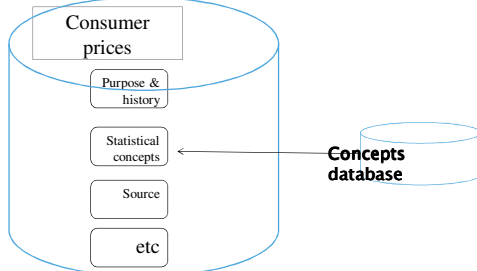 Consumer
prices
Purpose &
history
Statistical
concepts
Source
etc
Concepts
database